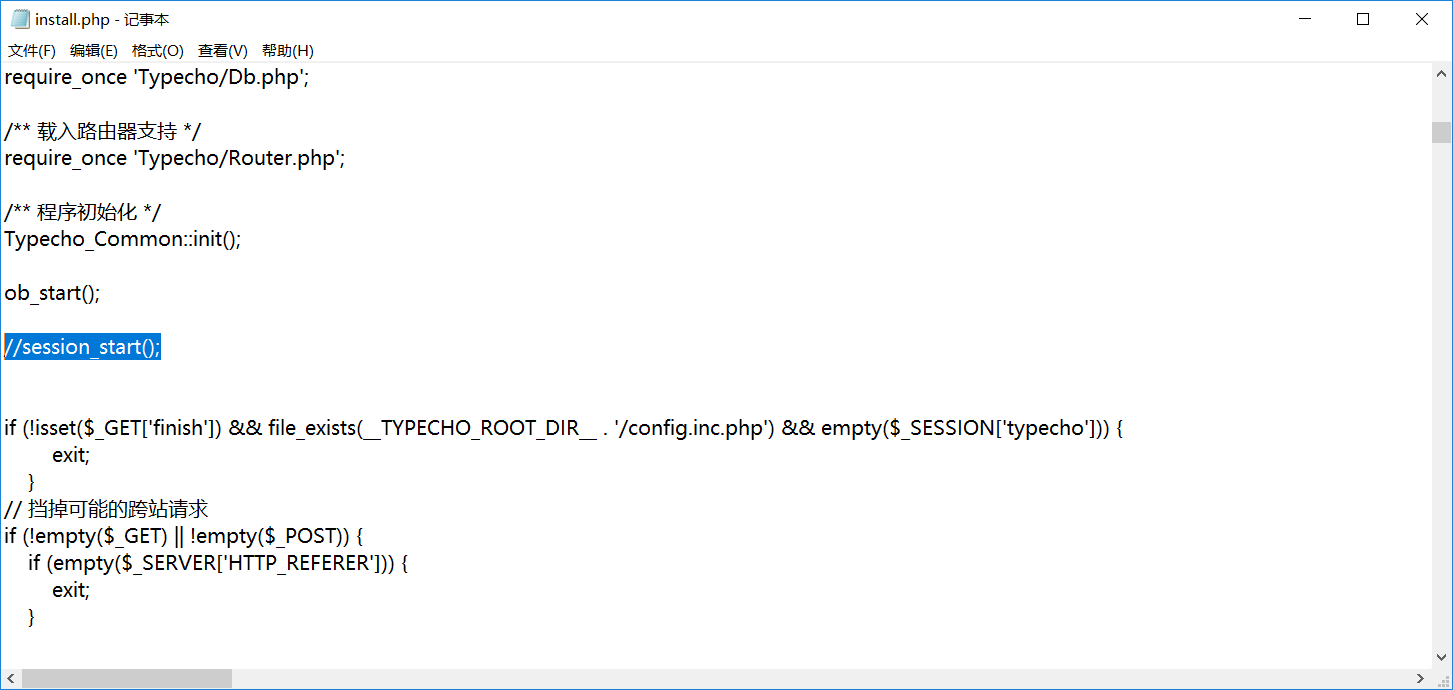 install.php - 记事本
文件(F) 编辑(E) 格式(O) 查看(V) 帮助(H)
require_once 'Typecho/Db.php';
/** 载入路由器支持 */
require_once 'Typecho/Router.php';
/** 程序初始化 */
Typecho_Common::init();
ob_start();
//session_start();
if (!isset($_GET['finish']) && file_exists(__TYPECHO_ROOT_DIR__ . '/config.inc.php') && empty($_SESSION['typecho'])) {
exit;
}
// 挡掉可能的跨站请求
if (!empty($_GET) || !empty($_POST)) {
if (empty($_SERVER['HTTP_REFERER'])) {
exit;
}